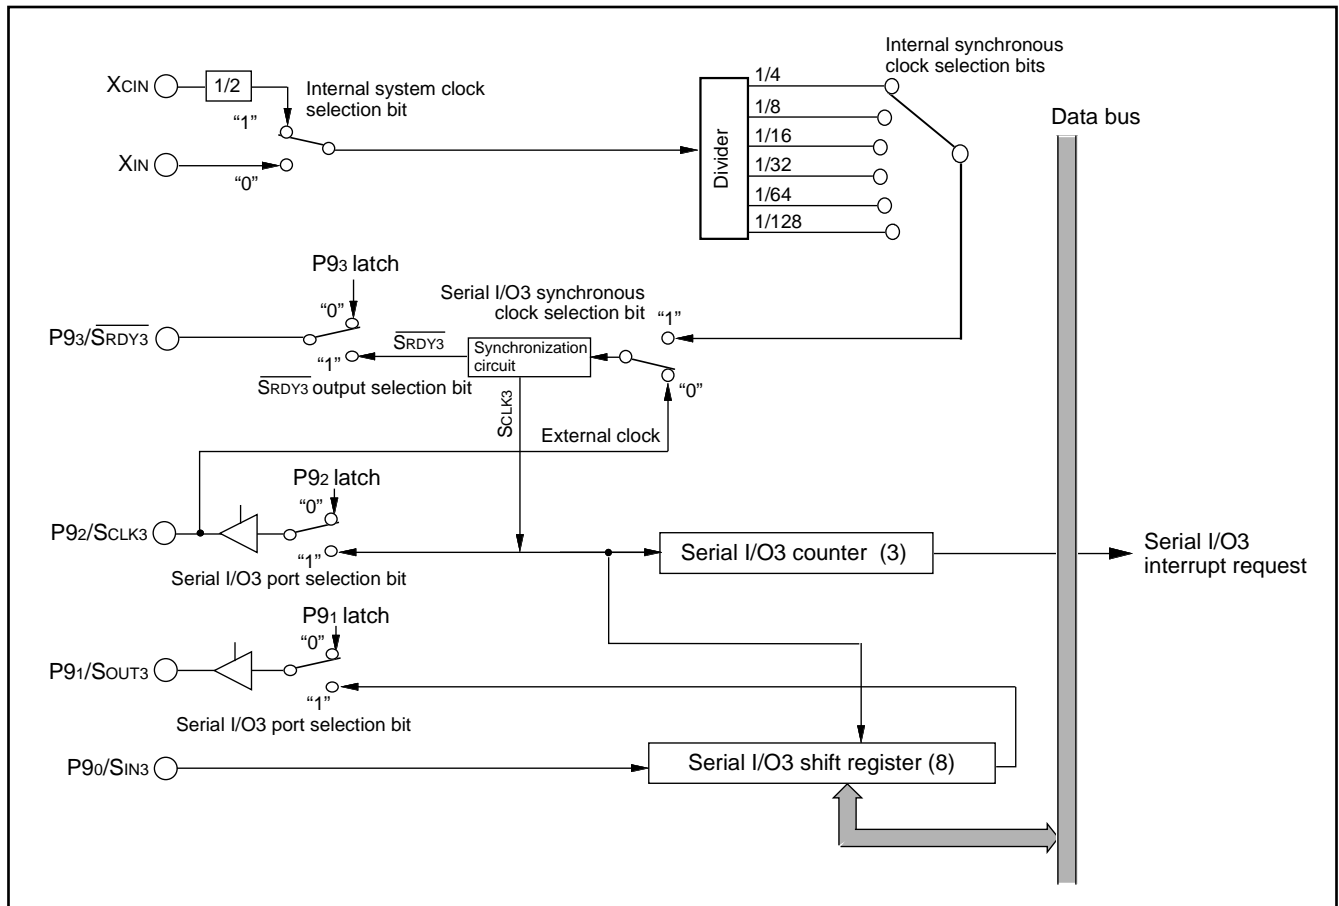 XCIN
1/2
Internal system clock
selection bit
“1”
XIN
“0”
Divider
1/4
1/8
1/16
1/32
1/64
1/128
Internal synchronous
clock selection bits
Data bus
P93 latch
“0”
P93/SRDY3
“1”
SRDY3
SRDY3 output selection bit
Serial I/O3 synchronous
clock selection bit
“1”
Synchronization
circuit
“0”
SCLK3
External clock
P92 latch
“0”
P92/SCLK3
“1”
Serial I/O3 port selection bit
Serial I/O3 counter (3)
Serial I/O3
interrupt request
P91 latch
“0”
P91/SOUT3
“1”
Serial I/O3 port selection bit
P90/SIN3
Serial I/O3 shift register (8)